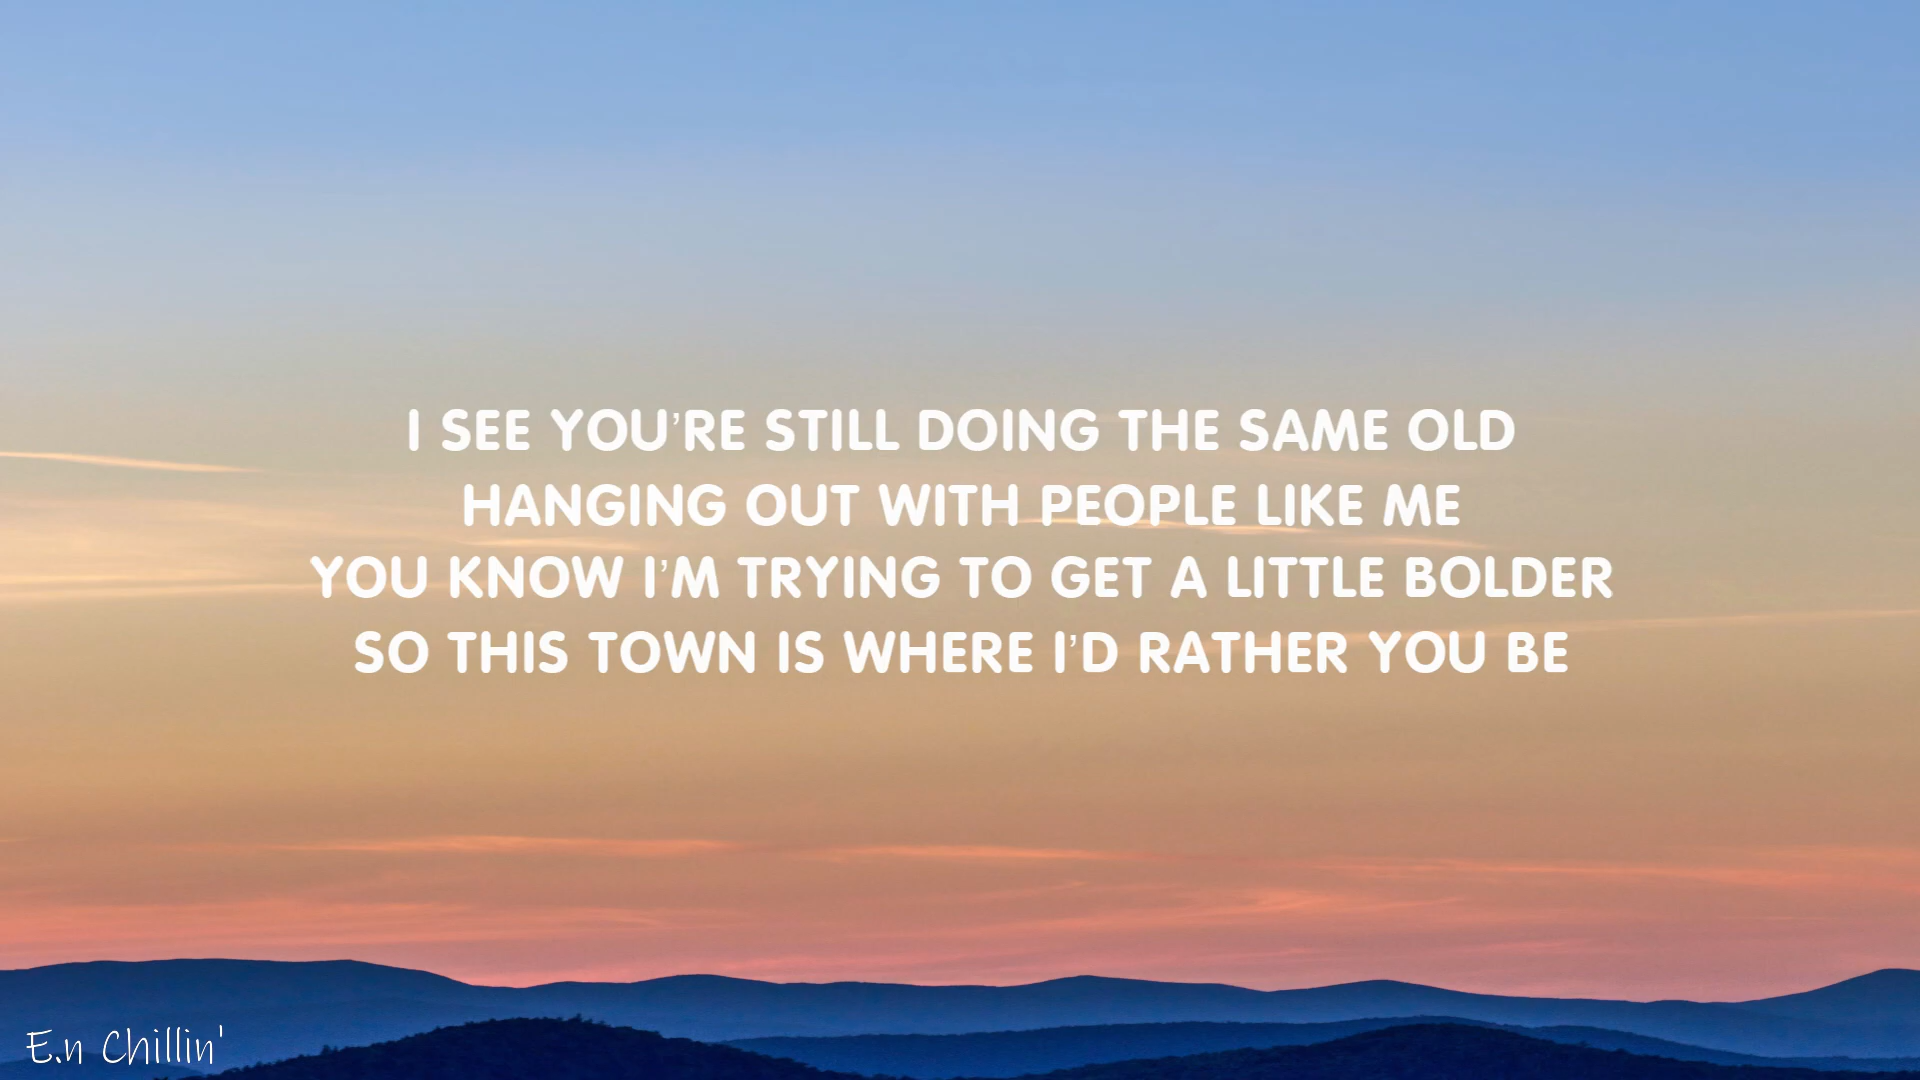 I SEE YOU'RE STILL DOING THE SAME OLD
HANGING OUT WITH PEOPLE LIKE ME
YOU KNOW I'M TRYING TO GET A LITTLE BOLDER
SO THIS TOWN IS WHERE I'D RATHER YOU BE
E.n Chillin'